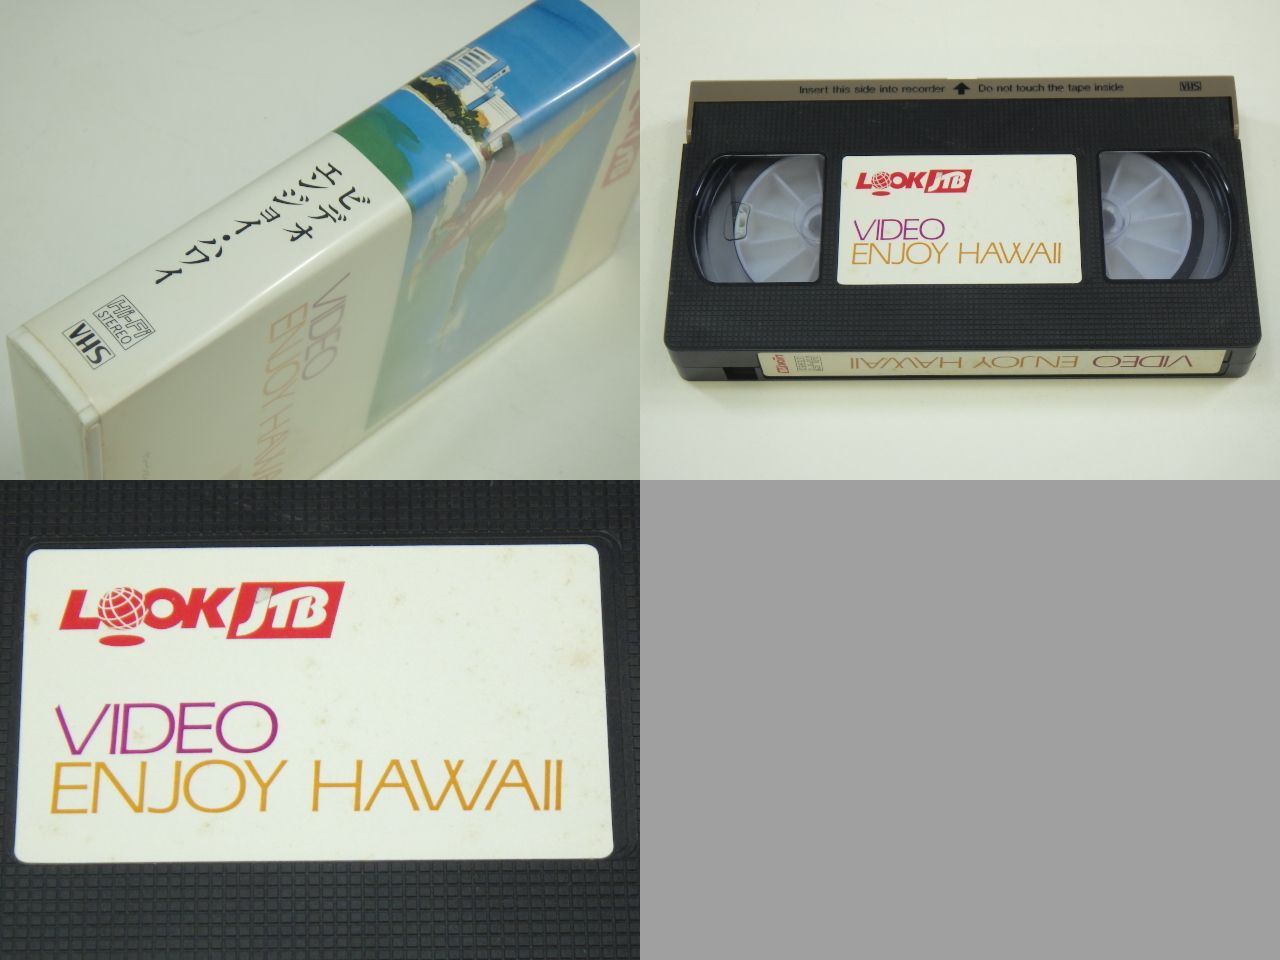 ビデオ
エンジョイ・ハワイ
Hi-Fi
STEREO
VHS
VIDEO
ENJOY HAWAII
Insert this side into recorder Do not touch the tape inside
VHS
LOOK JTB
VIDEO
ENJOY HAWAII
VIDEO ENJOY HAWAII
LOOK JTB
VIDEO
ENJOY HAWAII